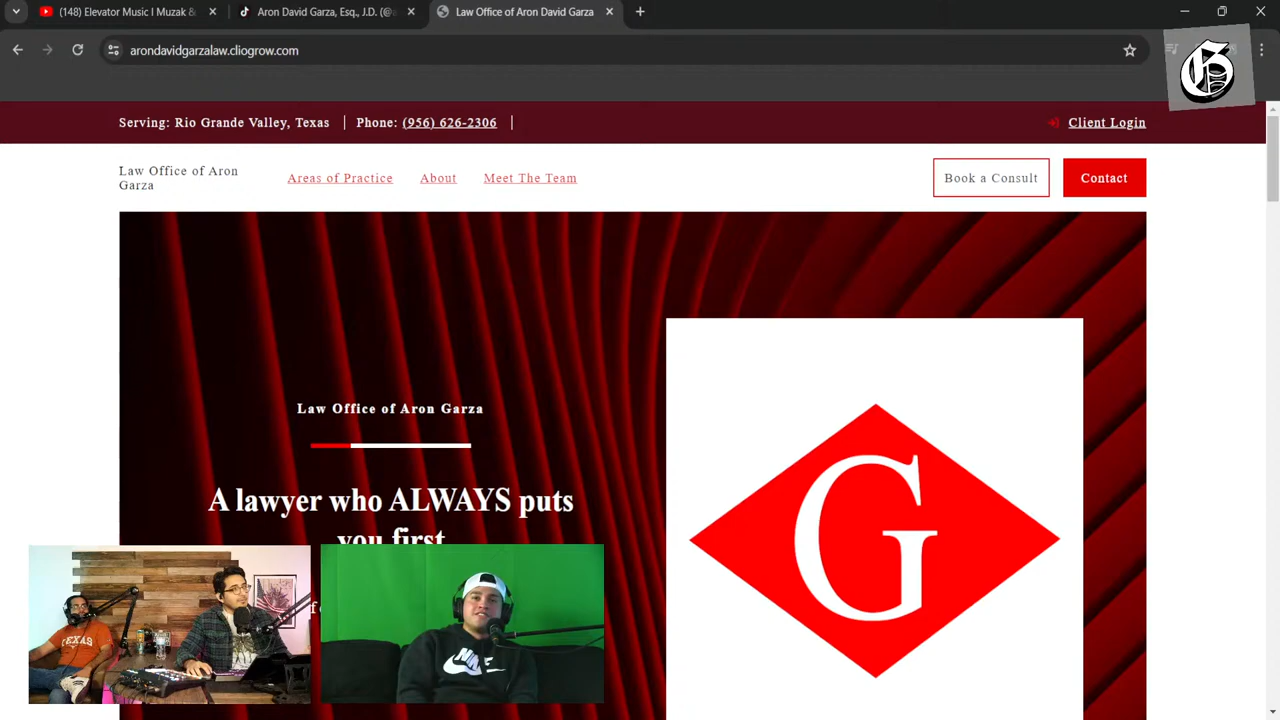 (148) Elevator Music I Muzak &
Aron David Garza, Esq., J.D. (@
Law Office of Aron David Garza
arondavidgarzalaw.cliogrow.com
Serving: Rio Grande Valley, Texas
Phone: (956) 626-2306
Client Login
Law Office of Aron
Garza
Areas of Practice
About
Meet The Team
Book a Consult
Contact
Law Office of Aron Garza
A lawyer who ALWAYS puts
you first
G
TEXAS
NIKE